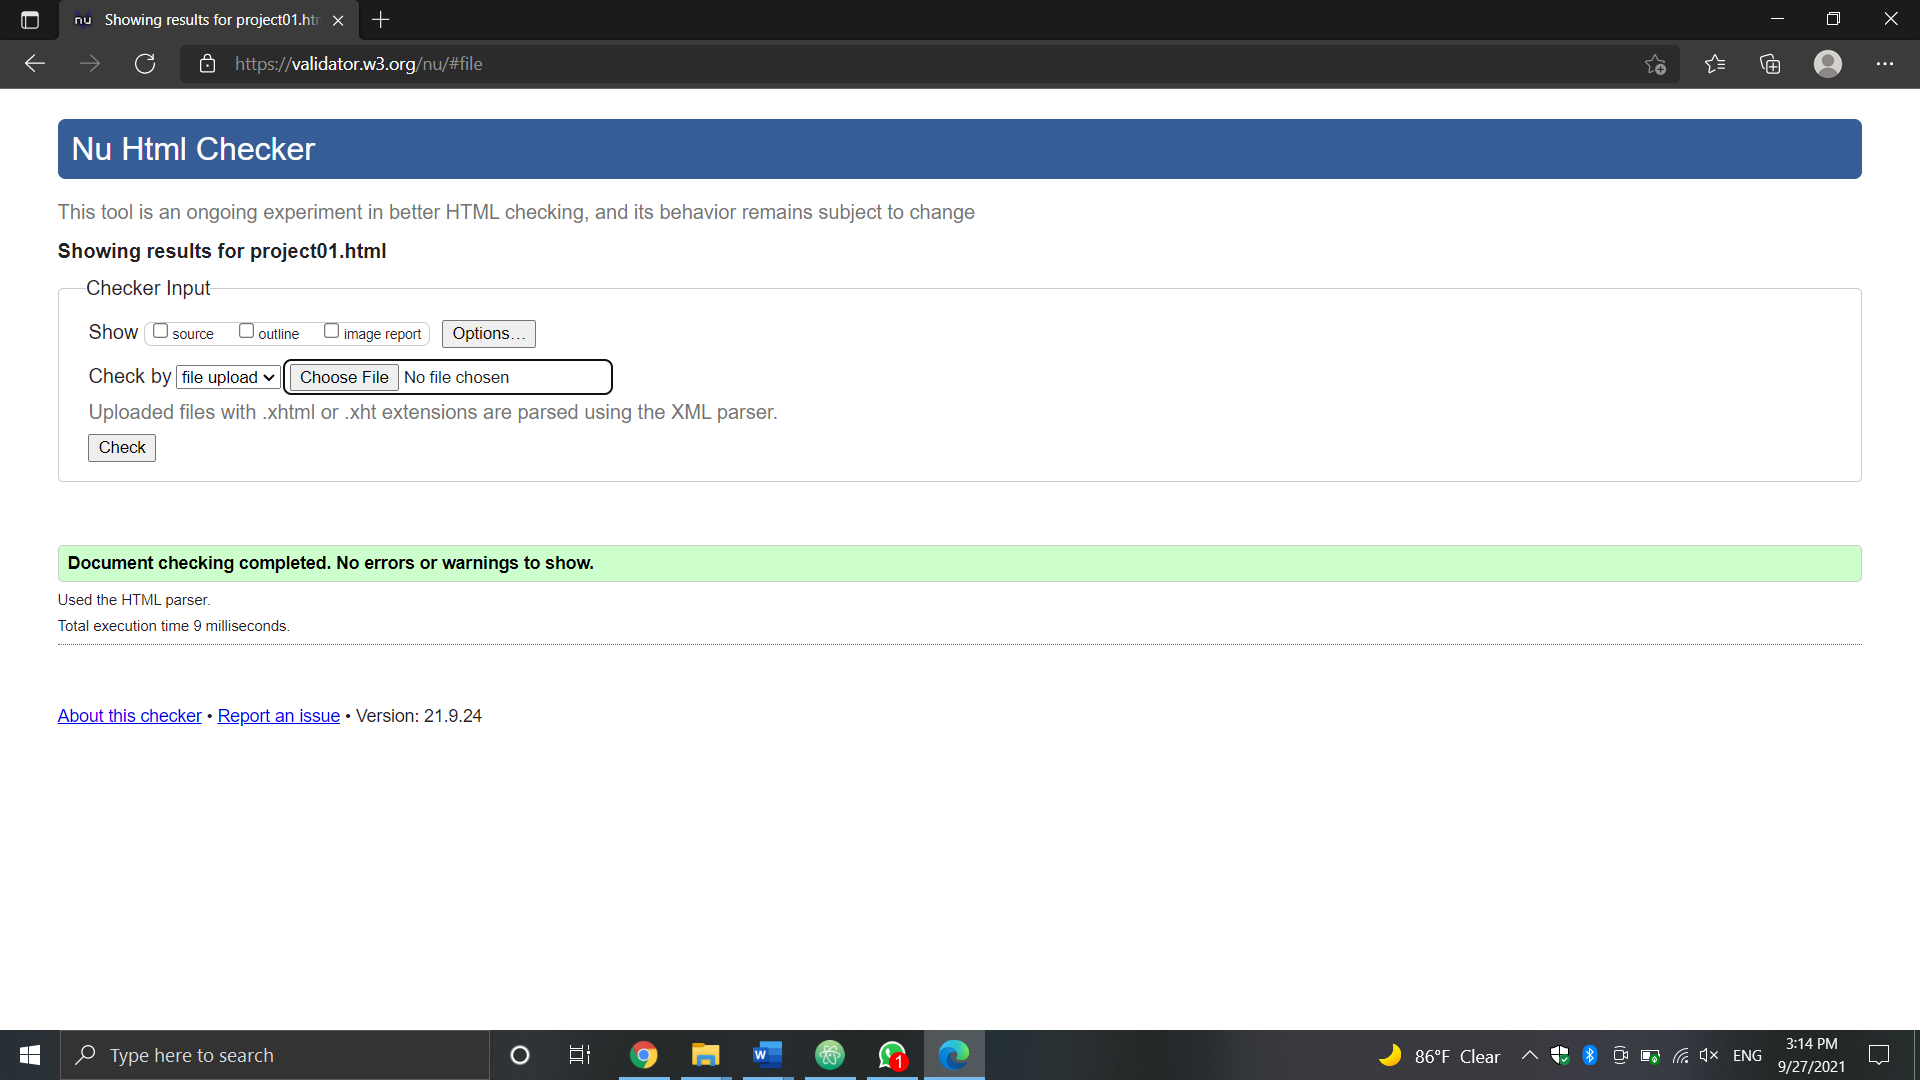 nu Showing results for project01.htm
https://validator.w3.org/nu/#file
Nu Html Checker
This tool is an ongoing experiment in better HTML checking, and its behavior remains subject to change
Showing results for project01.html
Checker Input
Show source outline image report Options…
Check by file upload Choose File No file chosen
Uploaded files with .xhtml or .xht extensions are parsed using the XML parser.
Check
Document checking completed. No errors or warnings to show.
Used the HTML parser.
Total execution time 9 milliseconds.
About this checker • Report an issue • Version: 21.9.24
Type here to search
W
1
86°F Clear
ENG
3:14 PM
9/27/2021